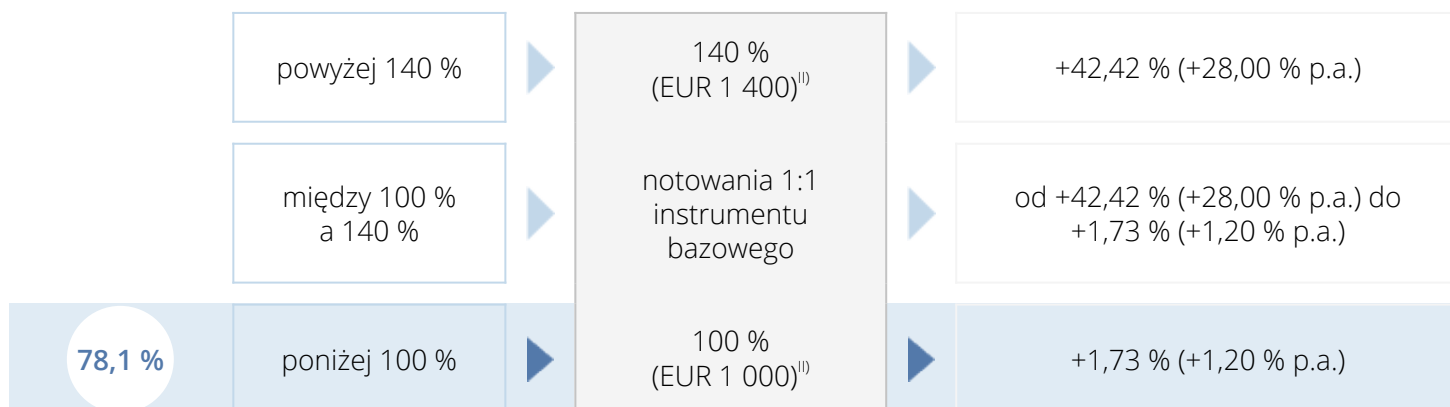 powyżej 140 %
140 %
(EUR 1 400)II)
+42,42 % (+28,00 % p.a.)
między 100 %
a 140 %
notowania 1:1
instrumentu
bazowego
od +42,42 % (+28,00 % p.a.) do
+1,73 % (+1,20 % p.a.)
78,1 %
poniżej 100 %
100 %
(EUR 1 000)II)
+1,73 % (+1,20 % p.a.)